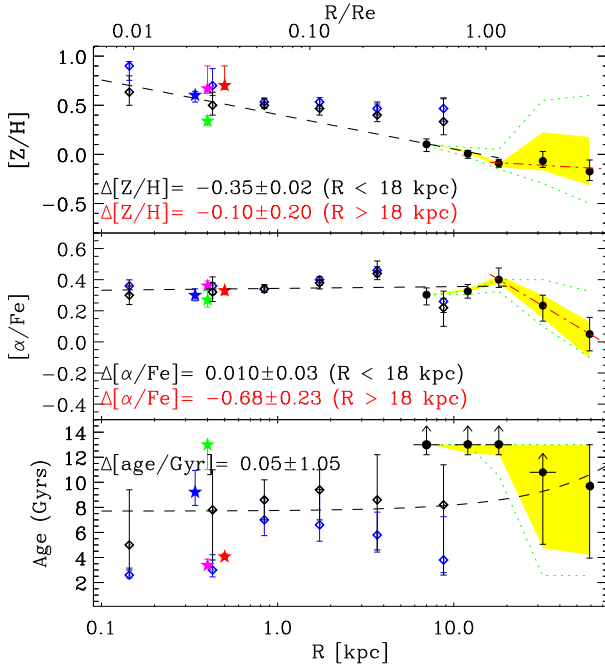 R/Re
0.01 0.10 1.00
1.0
0.5
0.0
−0.5
[Z/H]
Δ[Z/H]= −0.35±0.02 (R < 18 kpc)
Δ[Z/H]= −0.10±0.20 (R > 18 kpc)
0.6
0.4
0.2
0.0
−0.2
−0.4
[α/Fe]
Δ[α/Fe]= 0.010±0.03 (R < 18 kpc)
Δ[α/Fe]= −0.68±0.23 (R > 18 kpc)
14
12
10
8
6
4
2
Age (Gyrs)
Δ[age/Gyr]= 0.05±1.05
0.1 1.0 10.0
R [kpc]